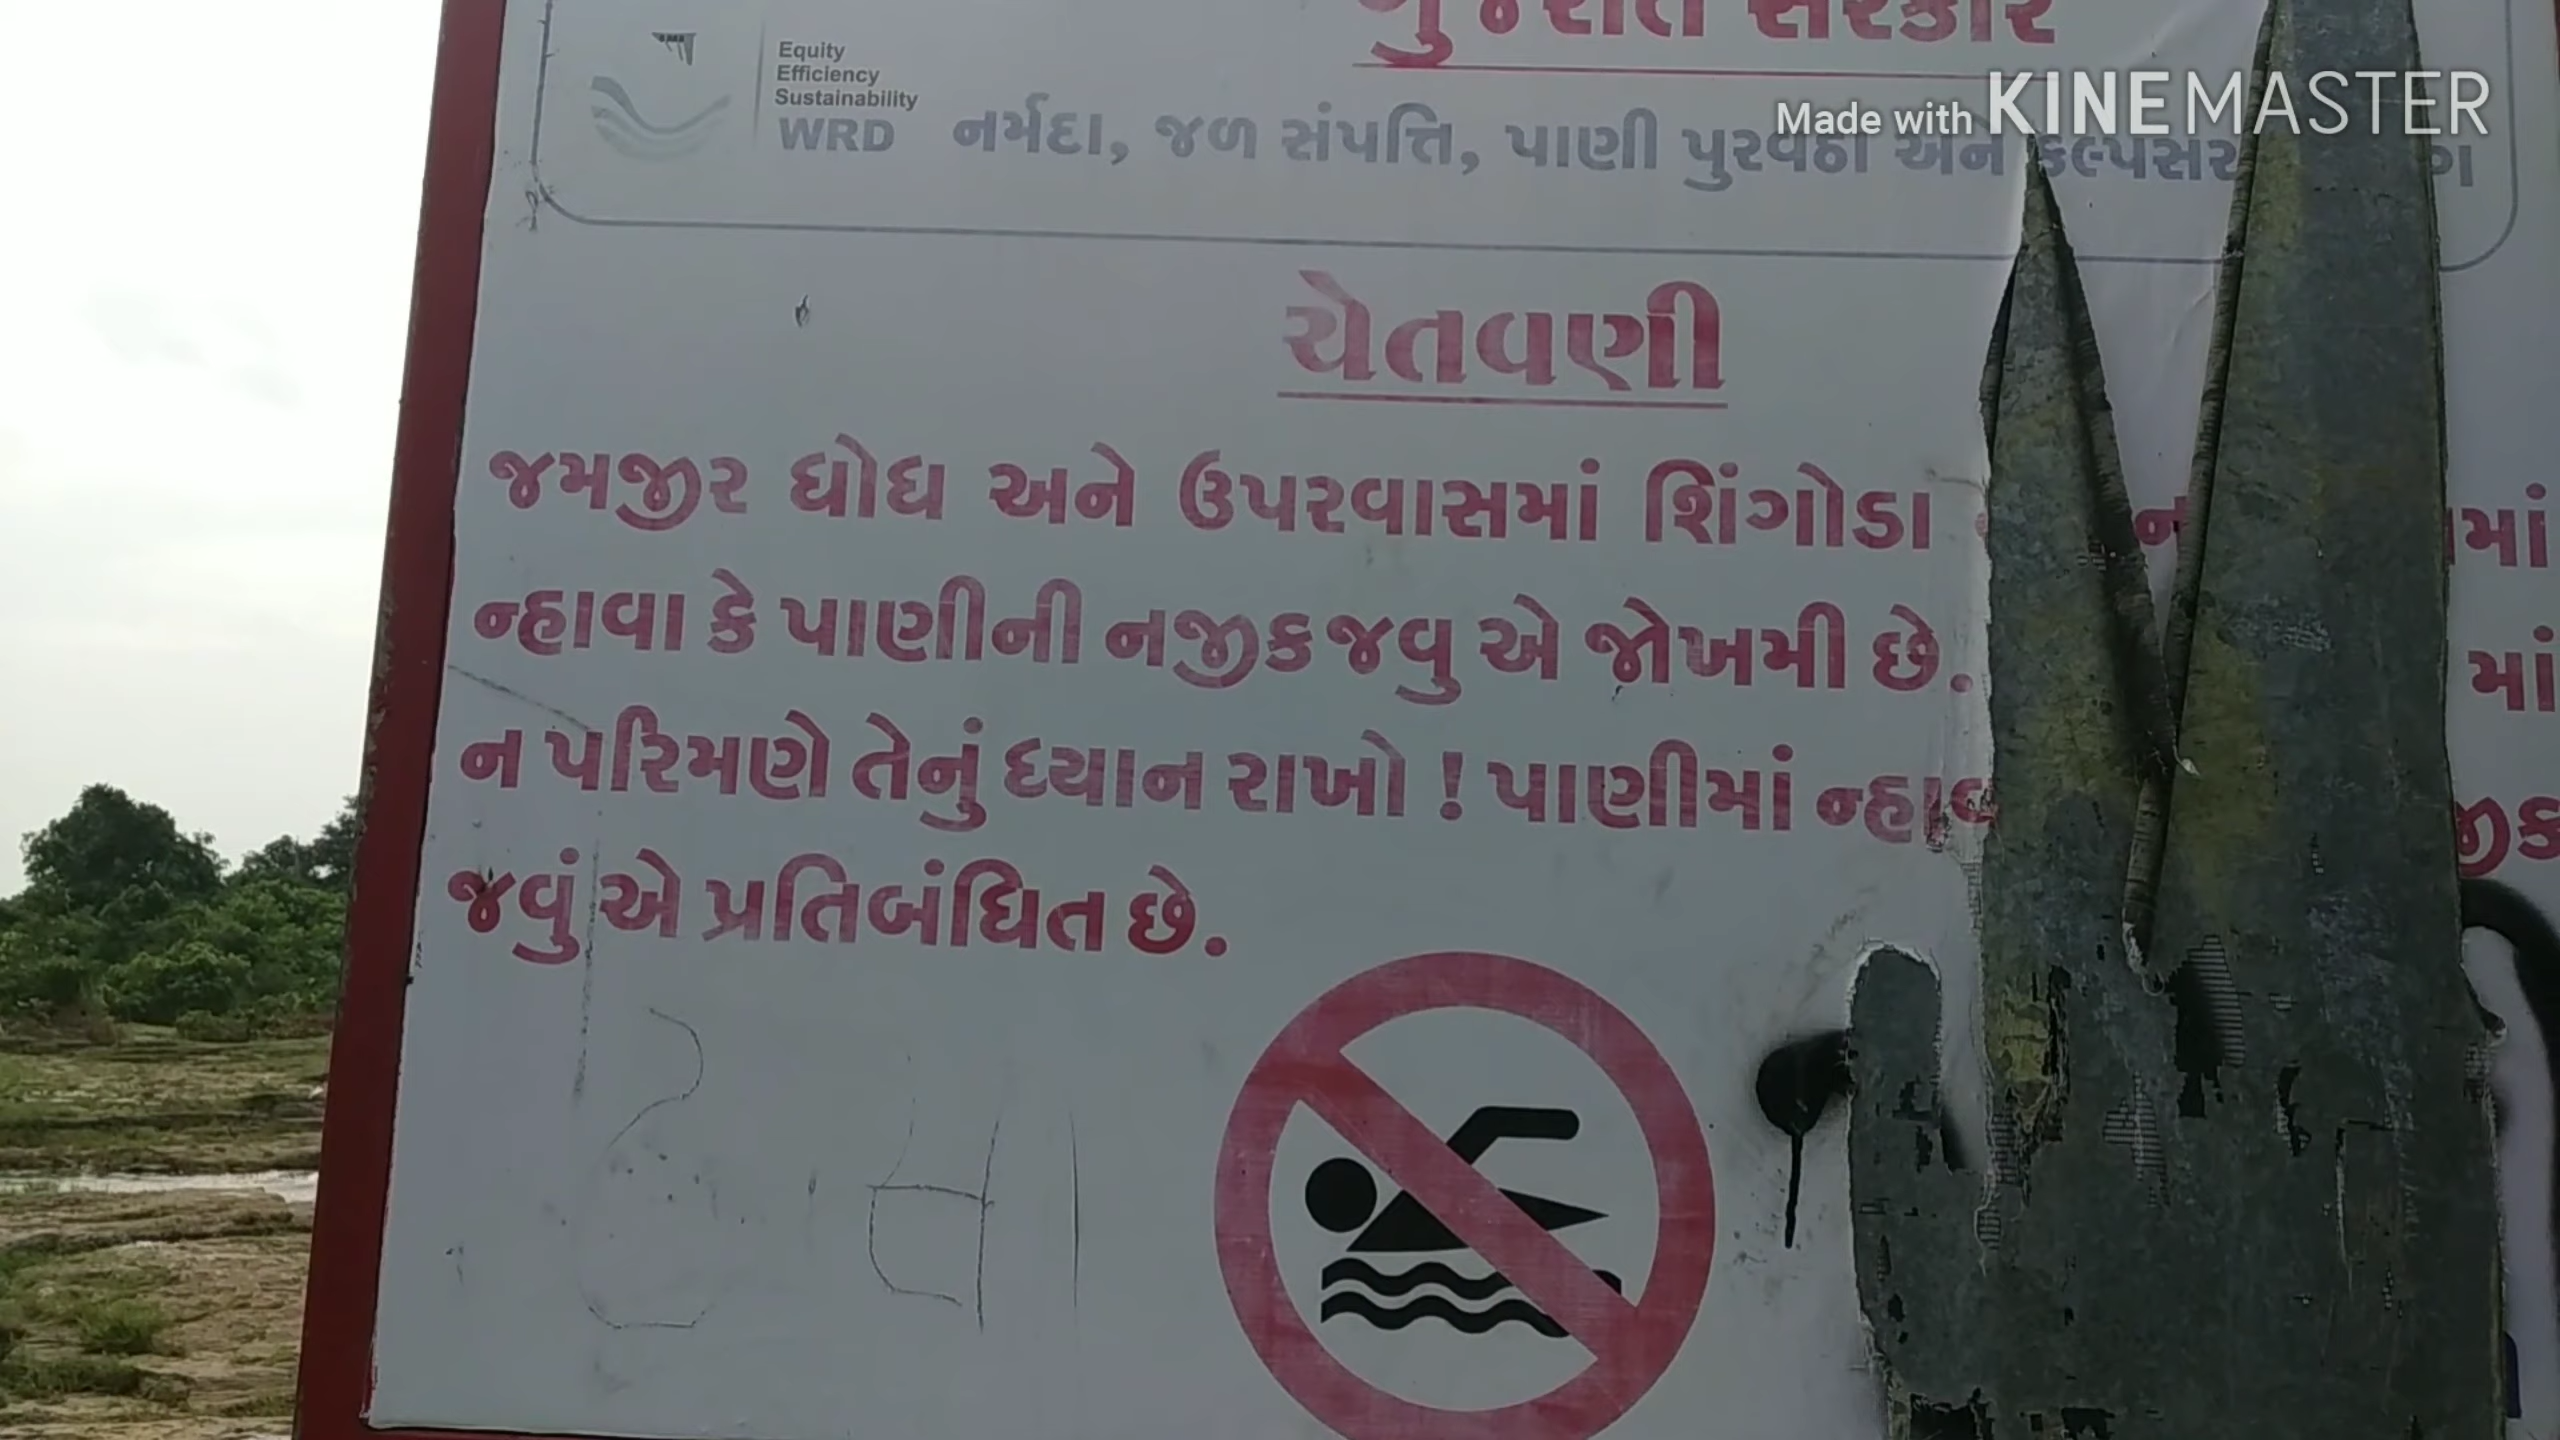 ગુજરાત સરકાર
Equity
Efficiency
Sustainability
WRD
નર્મદા, જળ સંપત્તિ, પાણી પુરવઠા અને કલ્પસર
Made with KINEMASTER
ચેતવણી
જમજીર ધોધ અને ઉપરવાસમાં શિંગોડા
ન્હાવા કે પાણીની નજીક જવુ એ જોખમી છે.
ન પરિમણે તેનું ધ્યાન રાખો ! પાણીમાં
જવું એ પ્રતિબંધિત છે.